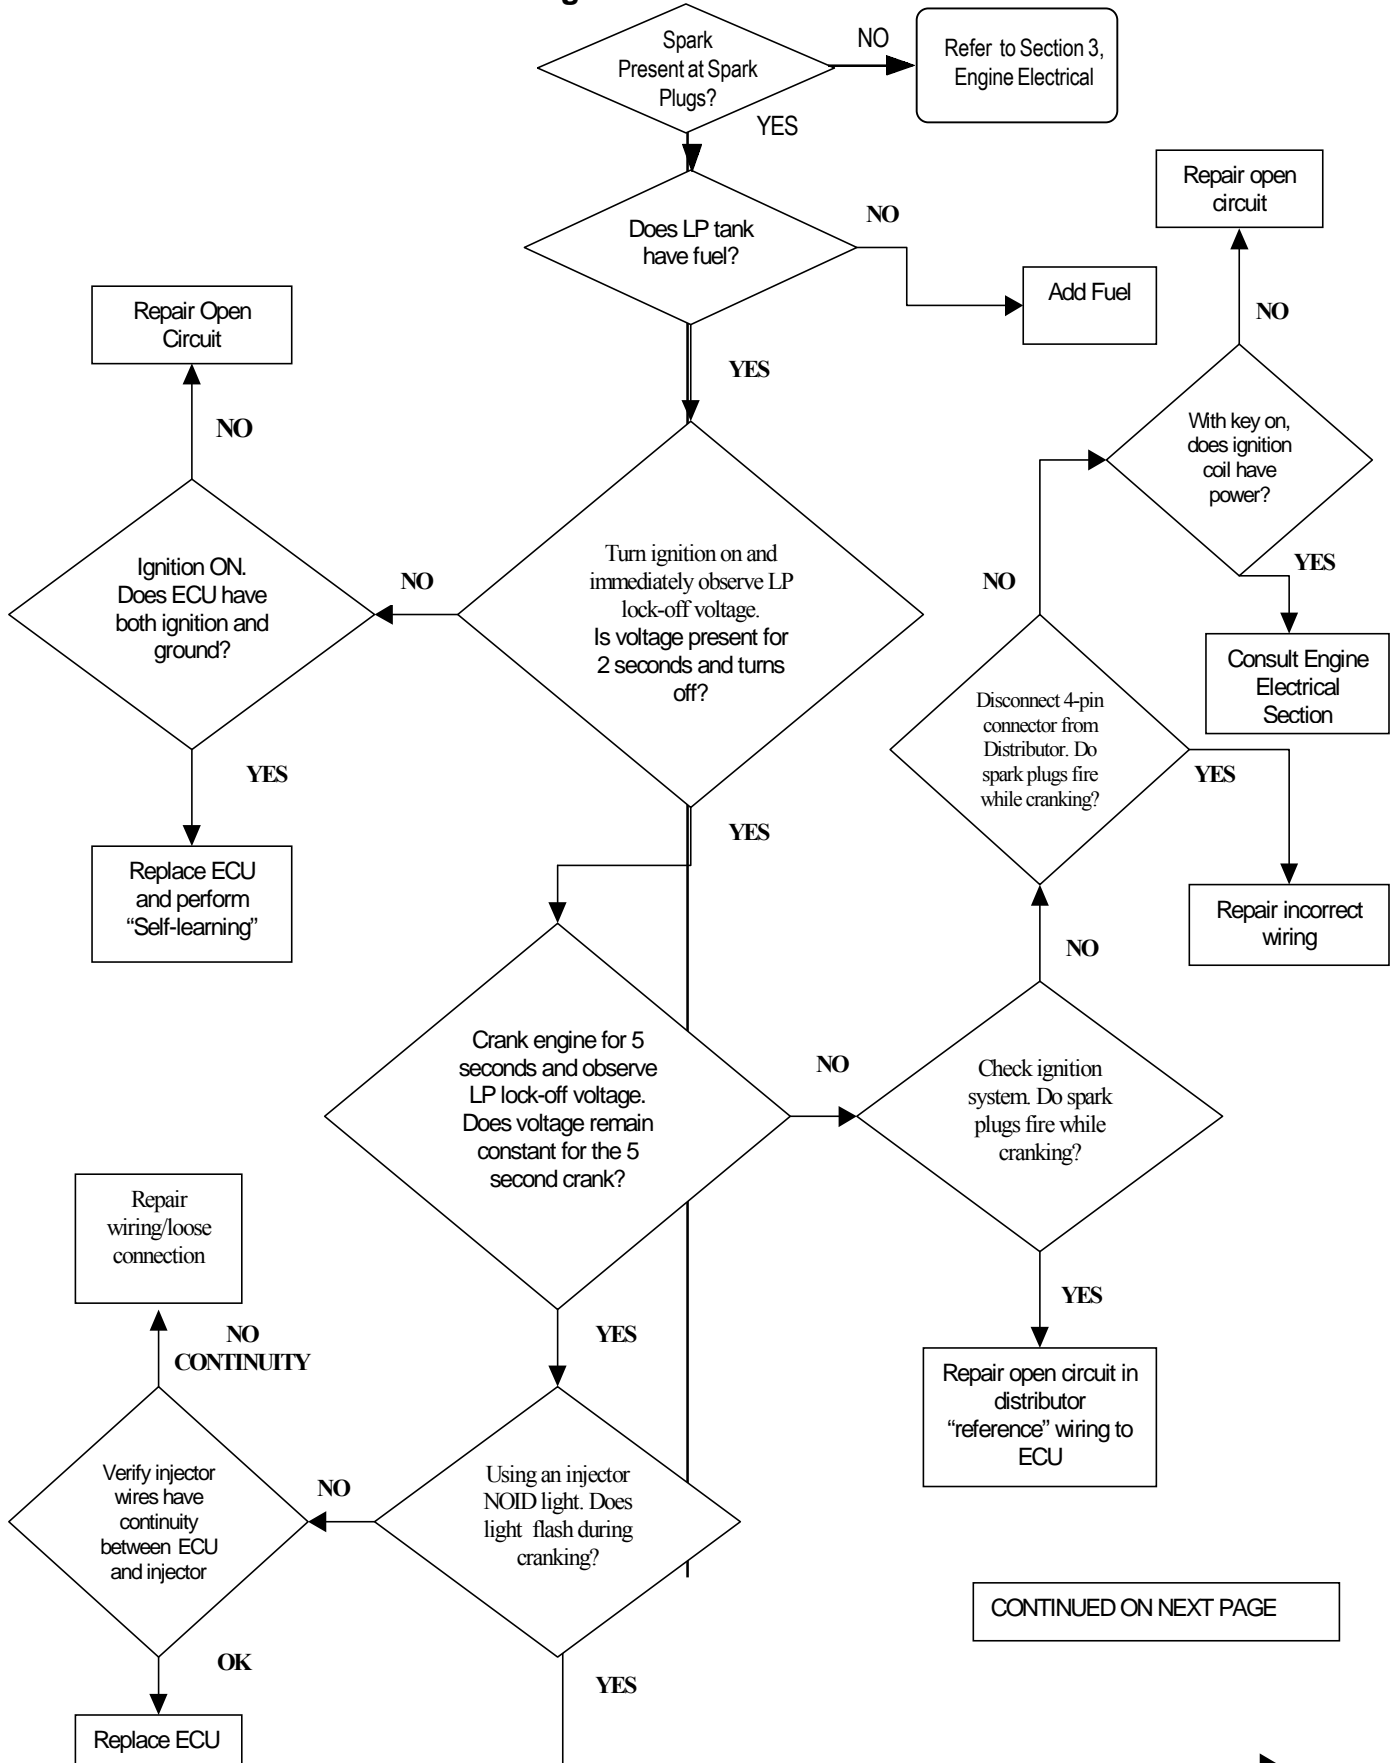 Spark
Present at Spark
Plugs?
NO
Refer to Section 3,
Engine Electrical
YES
Does LP tank
have fuel?
NO
Add Fuel
YES
Repair open
circuit
NO
With key on,
does ignition
coil have
power?
YES
Consult Engine
Electrical
Section
Repair Open
Circuit
NO
Ignition ON.
Does ECU have
both ignition and
ground?
NO
YES
Replace ECU
and perform
“Self-learning”
Turn ignition on and
immediately observe LP
lock-off voltage.
Is voltage present for
2 seconds and turns
off?
YES
NO
Disconnect 4-pin
connector from
Distributor. Do
spark plugs fire
while cranking?
YES
Repair incorrect
wiring
NO
Crank engine for 5
seconds and observe
LP lock-off voltage.
Does voltage remain
constant for the 5
second crank?
NO
Check ignition
system. Do spark
plugs fire while
cranking?
YES
Repair open circuit in
distributor
“reference” wiring to
ECU
YES
Repair
wiring/loose
connection
NO
CONTINUITY
Verify injector
wires have
continuity
between ECU
and injector
NO
Using an injector
NOID light. Does
light flash during
cranking?
OK
Replace ECU
YES
CONTINUED ON NEXT PAGE